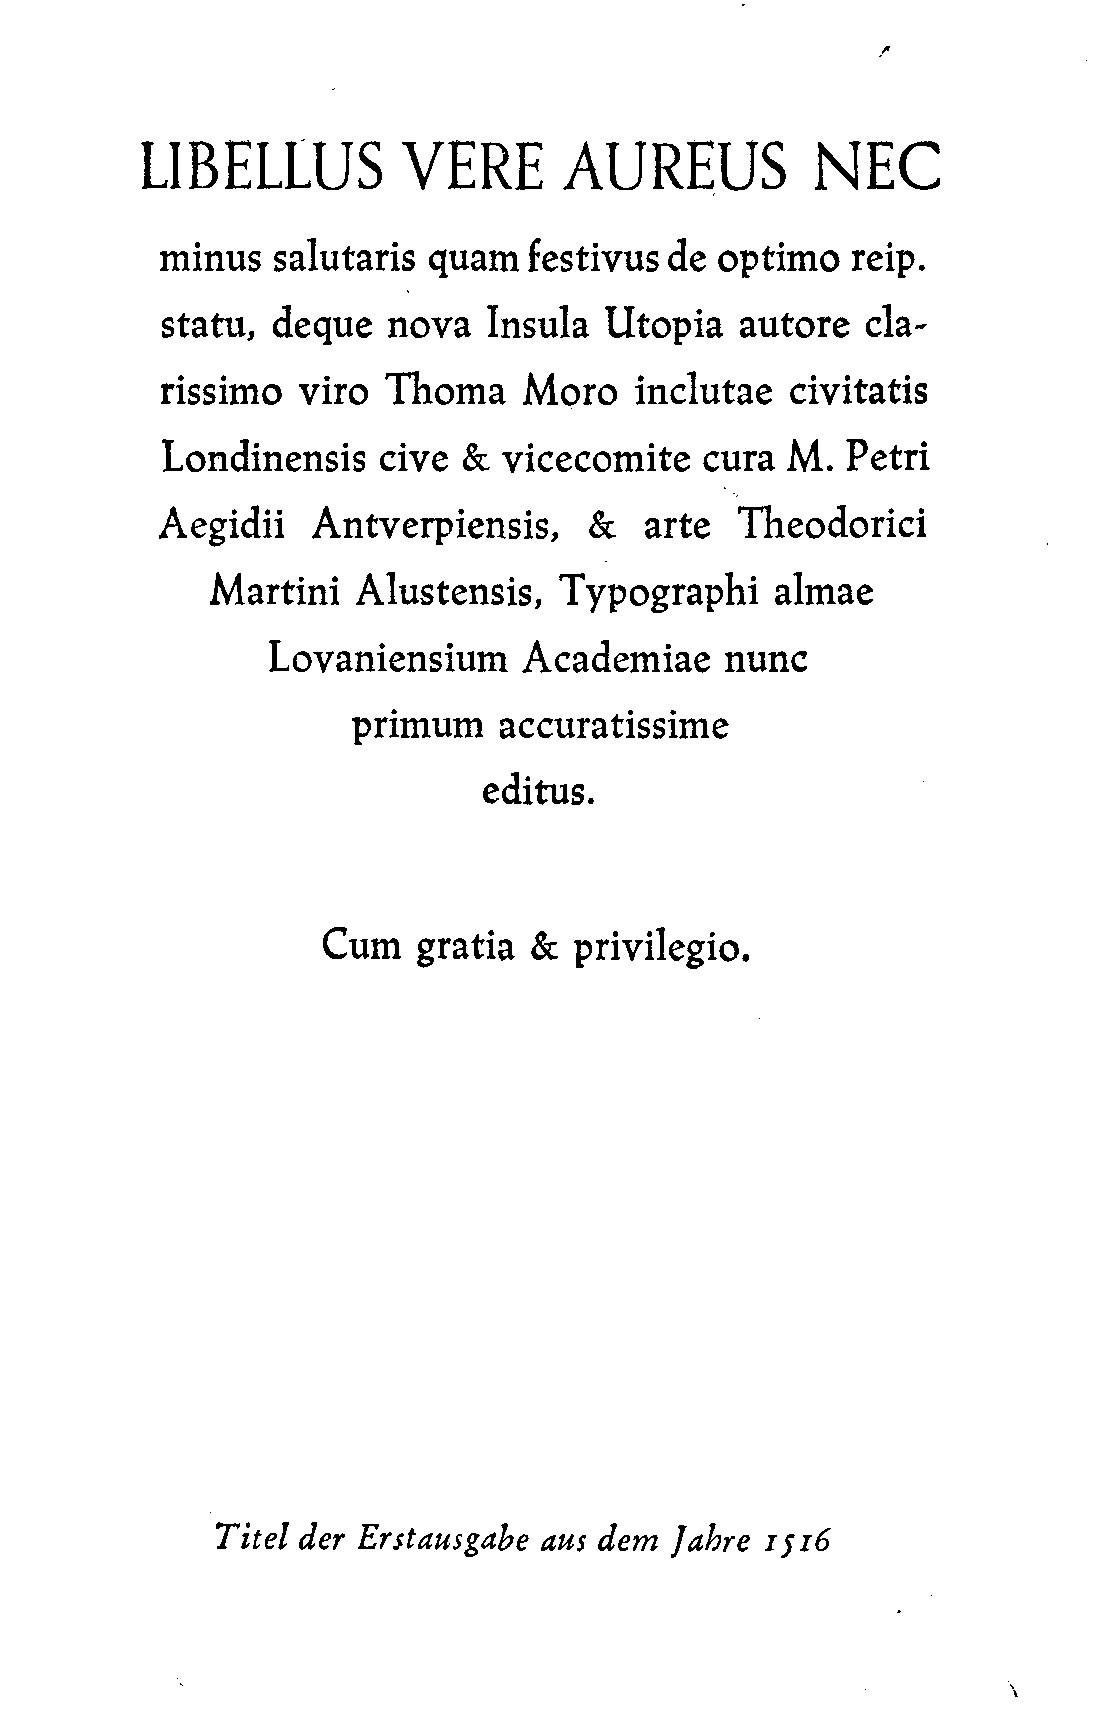 LIBELLUS VERE AUREUS NEC
minus salutaris quam festivus de optimo reip.
statu, deque nova Insula Utopia autore cla-
rissimo viro Thoma Moro inclutae civitatis
Londinensis cive & vicecomite cura M. Petri
Aegidii Antverpiensis, & arte Theodorici
Martini Alustensis, Typographi almae
Lovaniensium Academiae nunc
primum accuratissime
editus.
Cum gratia & privilegio.
Titel der Erstausgabe aus dem Jahre 1516